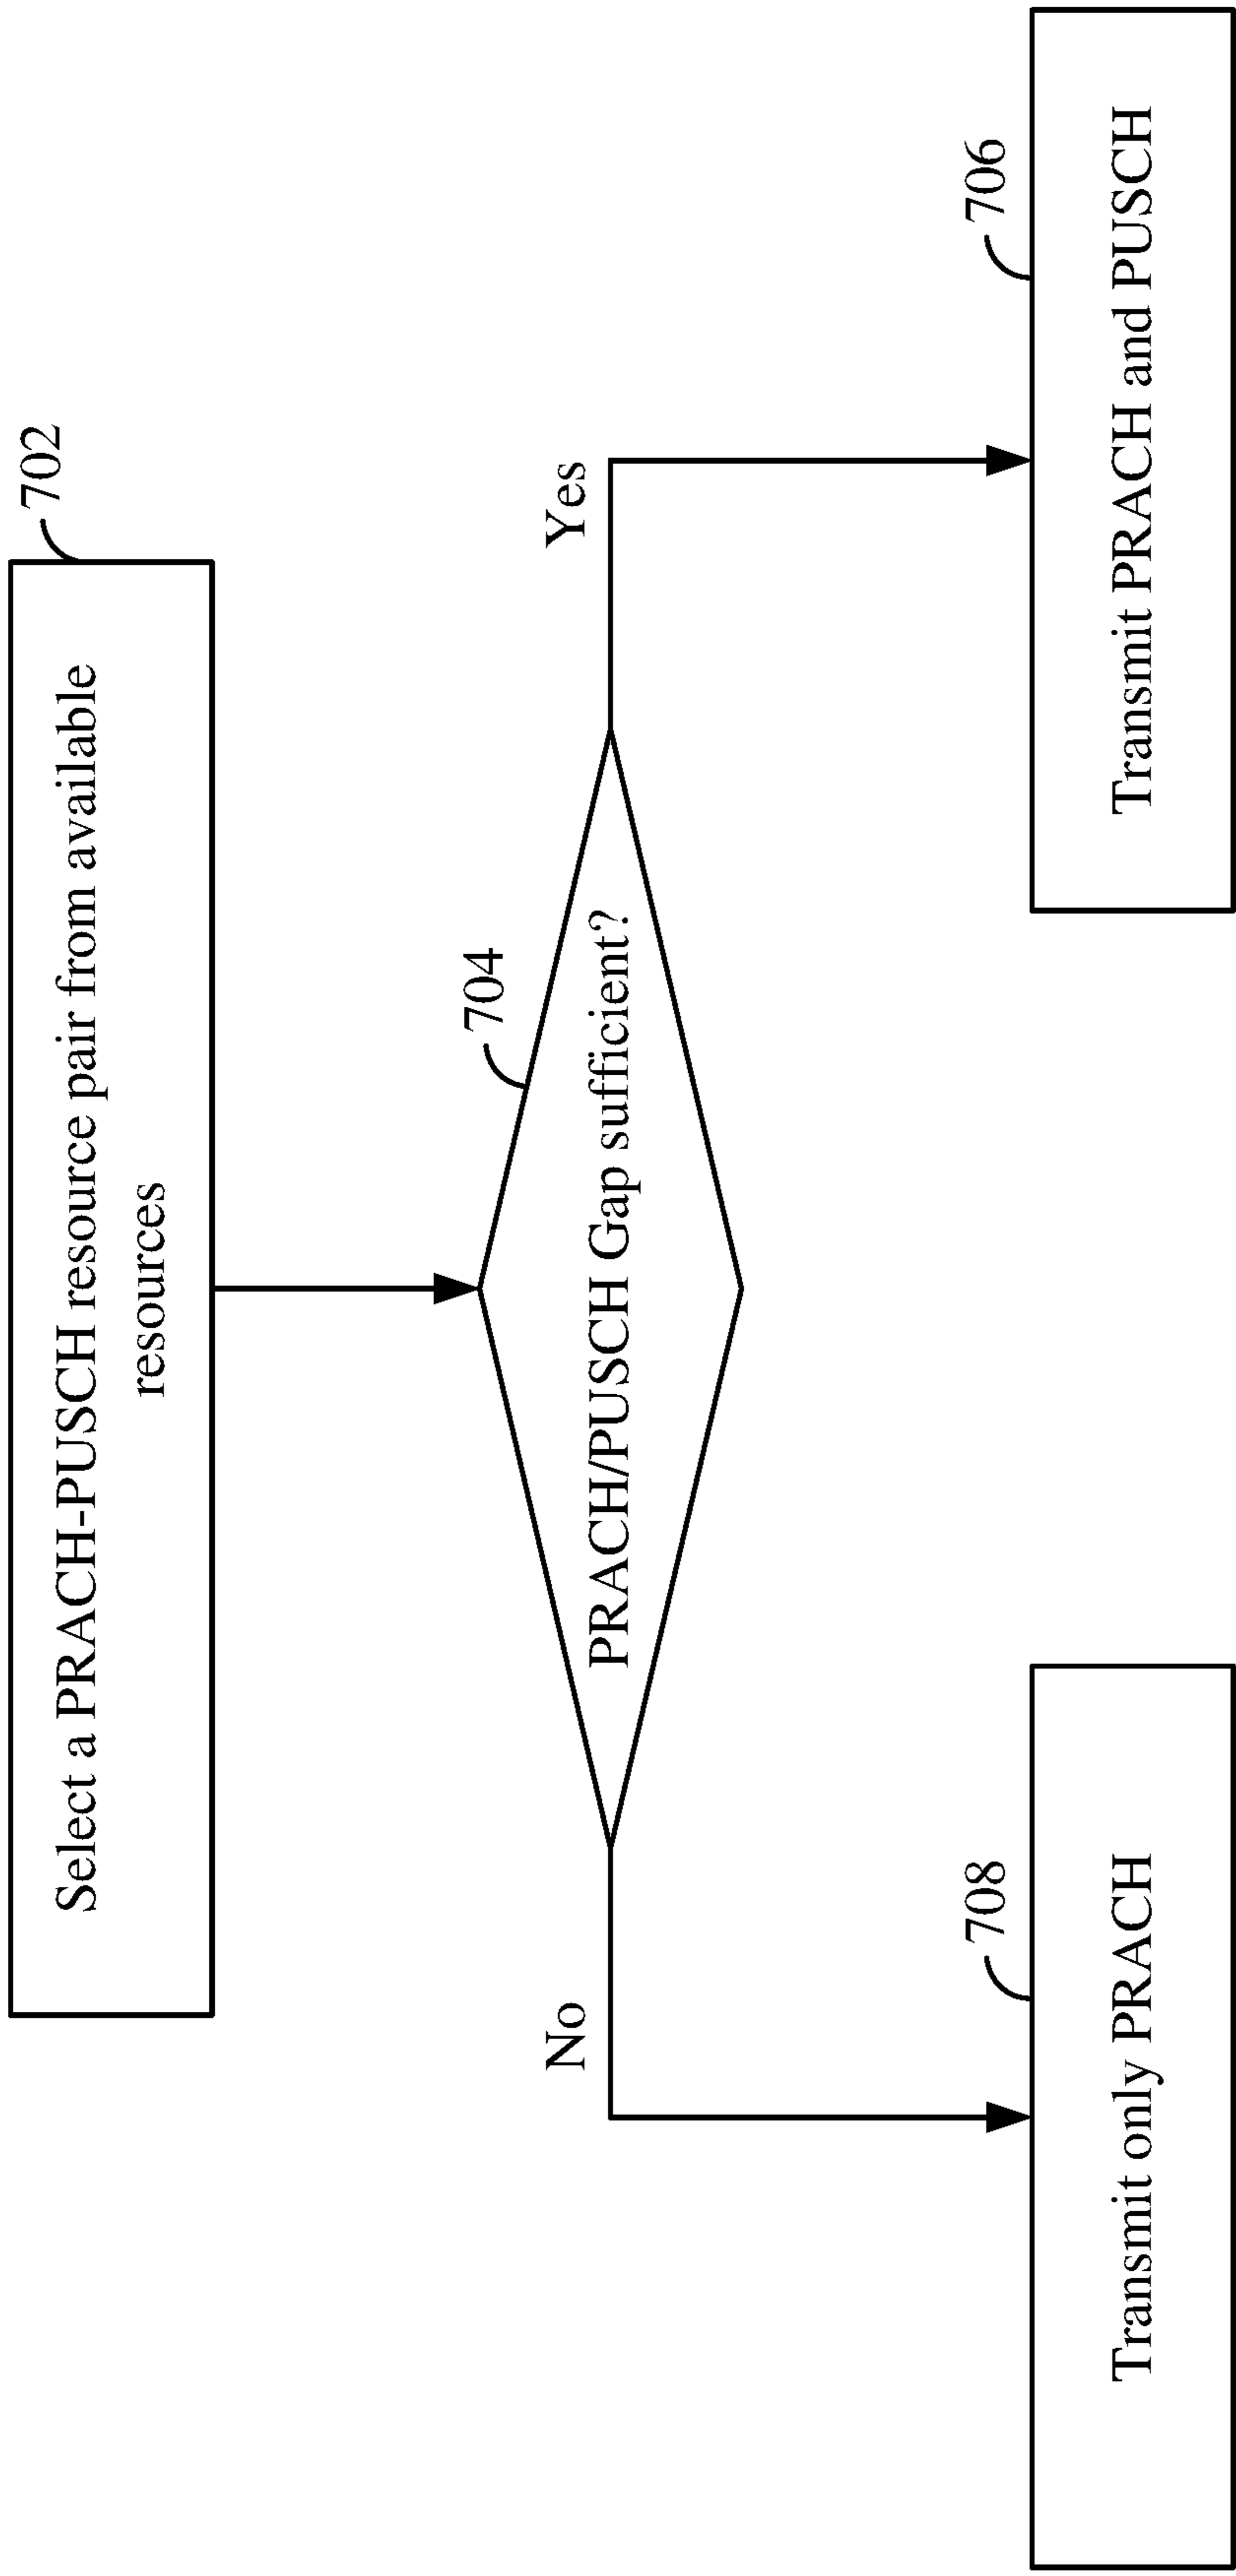 702
Select a PRACH-PUSCH resource pair from available
resources
704
PRACH/PUSCH Gap sufficient?
No
Yes
708
Transmit only PRACH
706
Transmit PRACH and PUSCH